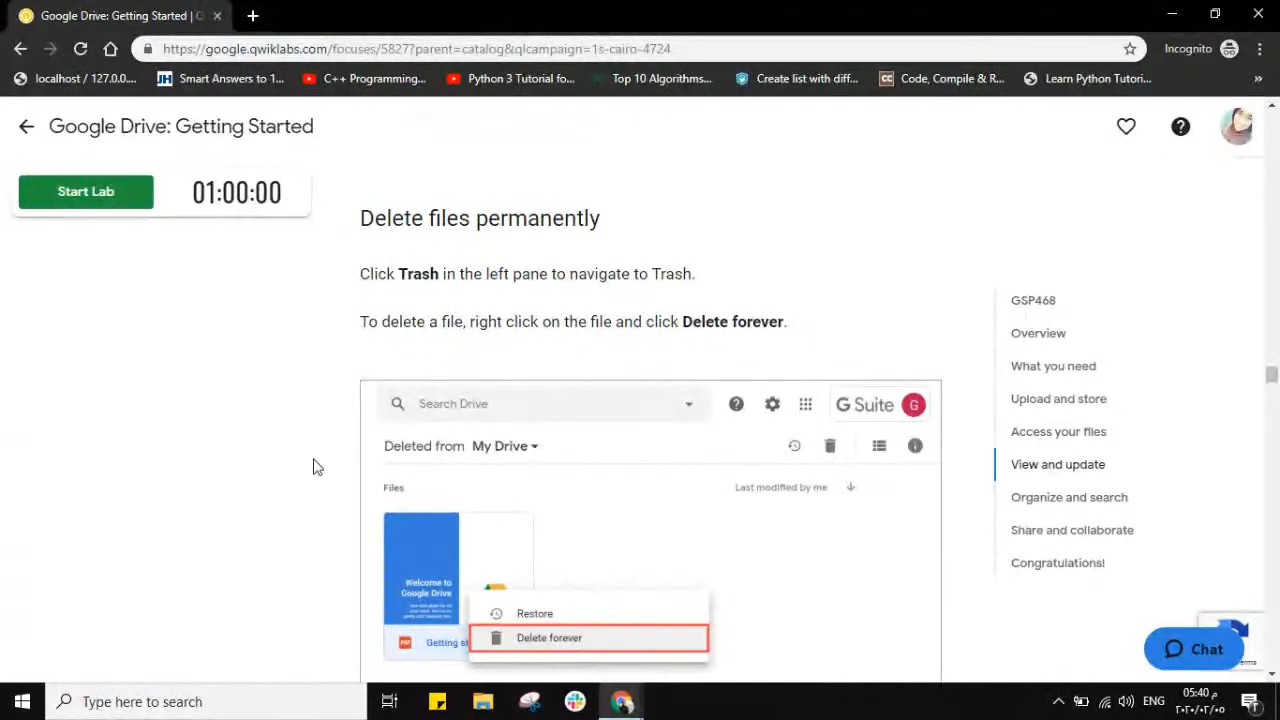 Google Drive: Getting Started |
https://google.qwiklabs.com/focuses/5827?parent=catalog&qlcampaign=1s-cairo-4724
Incognito
localhost / 127.0.0....
Smart Answers to 1...
C++ Programming...
Python 3 Tutorial fo...
Top 10 Algorithms...
Create list with diff...
Code, Compile & R...
Learn Python Tutori...
»
Google Drive: Getting Started
Start Lab
01:00:00
Delete files permanently
Click Trash in the left pane to navigate to Trash.
To delete a file, right click on the file and click Delete forever.
Search Drive
G Suite G
Deleted from My Drive
Files
Last modified by me
Welcome to
Google Drive
PDF
Getting st
Restore
Delete forever
GSP468
Overview
What you need
Upload and store
Access your files
View and update
Organize and search
Share and collaborate
Congratulations!
Chat
Type here to search
ENG
05:40 م